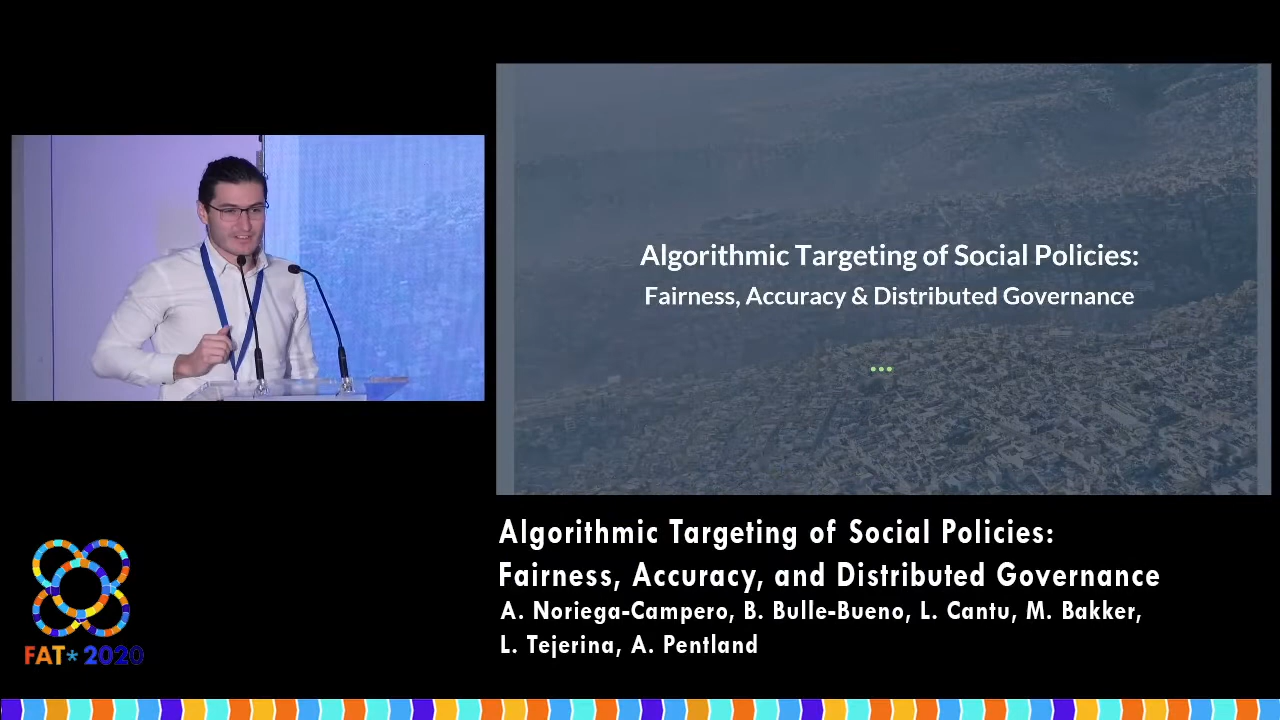 Algorithmic Targeting of Social Policies:
Fairness, Accuracy & Distributed Governance
Algorithmic Targeting of Social Policies:
Fairness, Accuracy, and Distributed Governance
A. Noriega-Campero, B. Bulle-Bueno, L. Cantu, M. Bakker,
L. Tejerina, A. Pentland
FAT* 2020